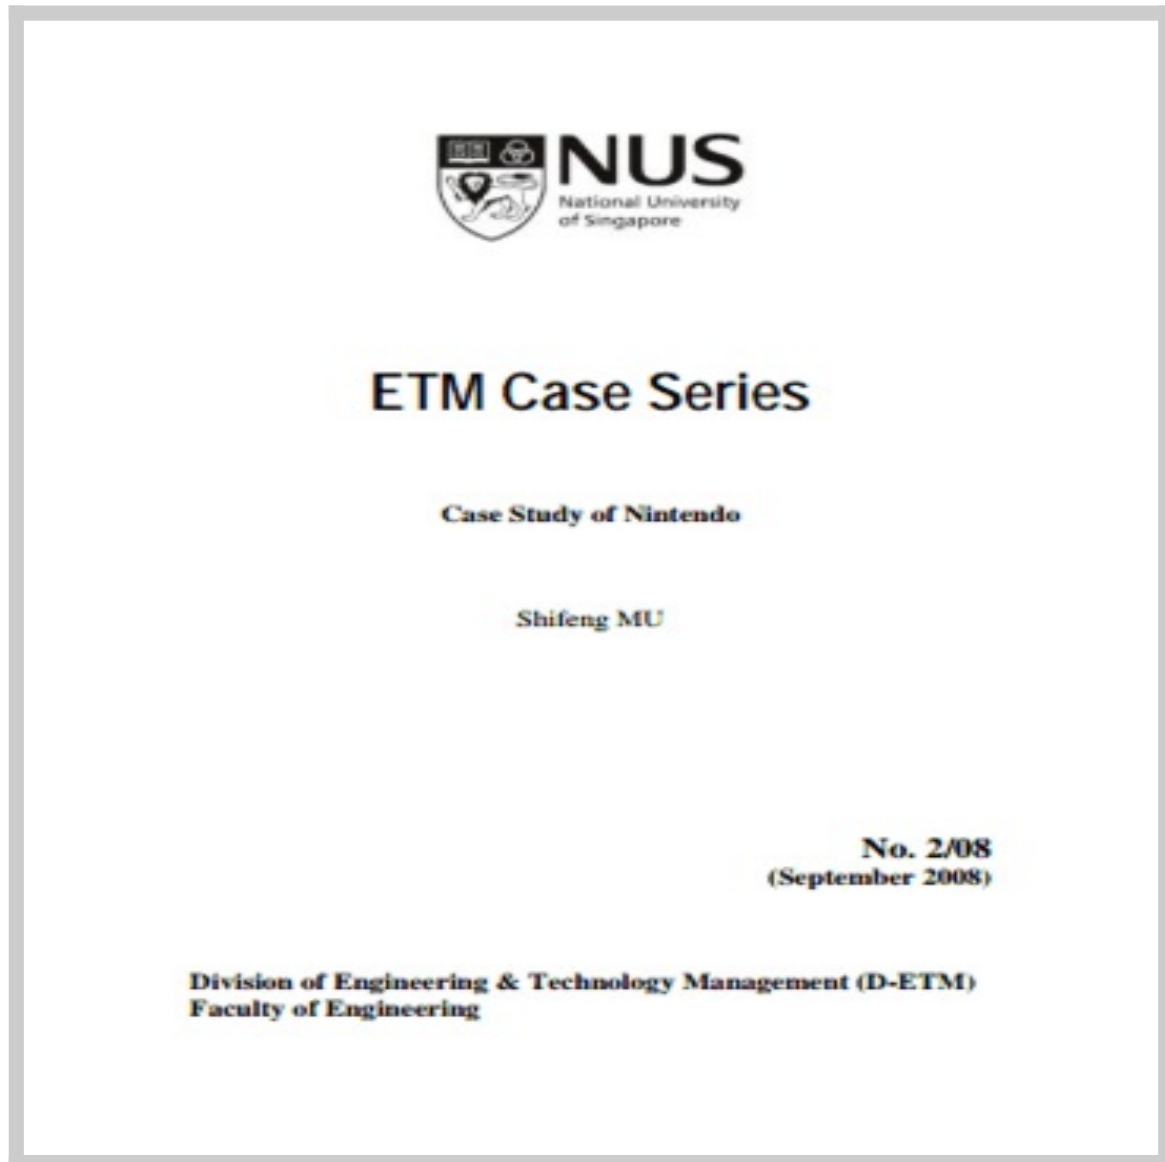 NUS
National University
of Singapore
ETM Case Series
Case Study of Nintendo
Shifeng MU
No. 2/08
(September 2008)
Division of Engineering & Technology Management (D-ETM)
Faculty of Engineering